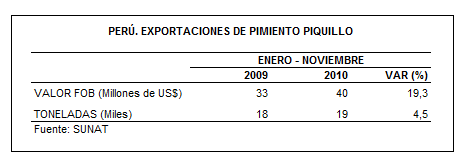 PERÚ. EXPORTACIONES DE PIMIENTO PIQUILLO
ENERO - NOVIEMBRE
2009 2010 VAR (%)
VALOR FOB (Millones de US$) 33 40 19,3
TONELADAS (Miles) 18 19 4,5
Fuente: SUNAT